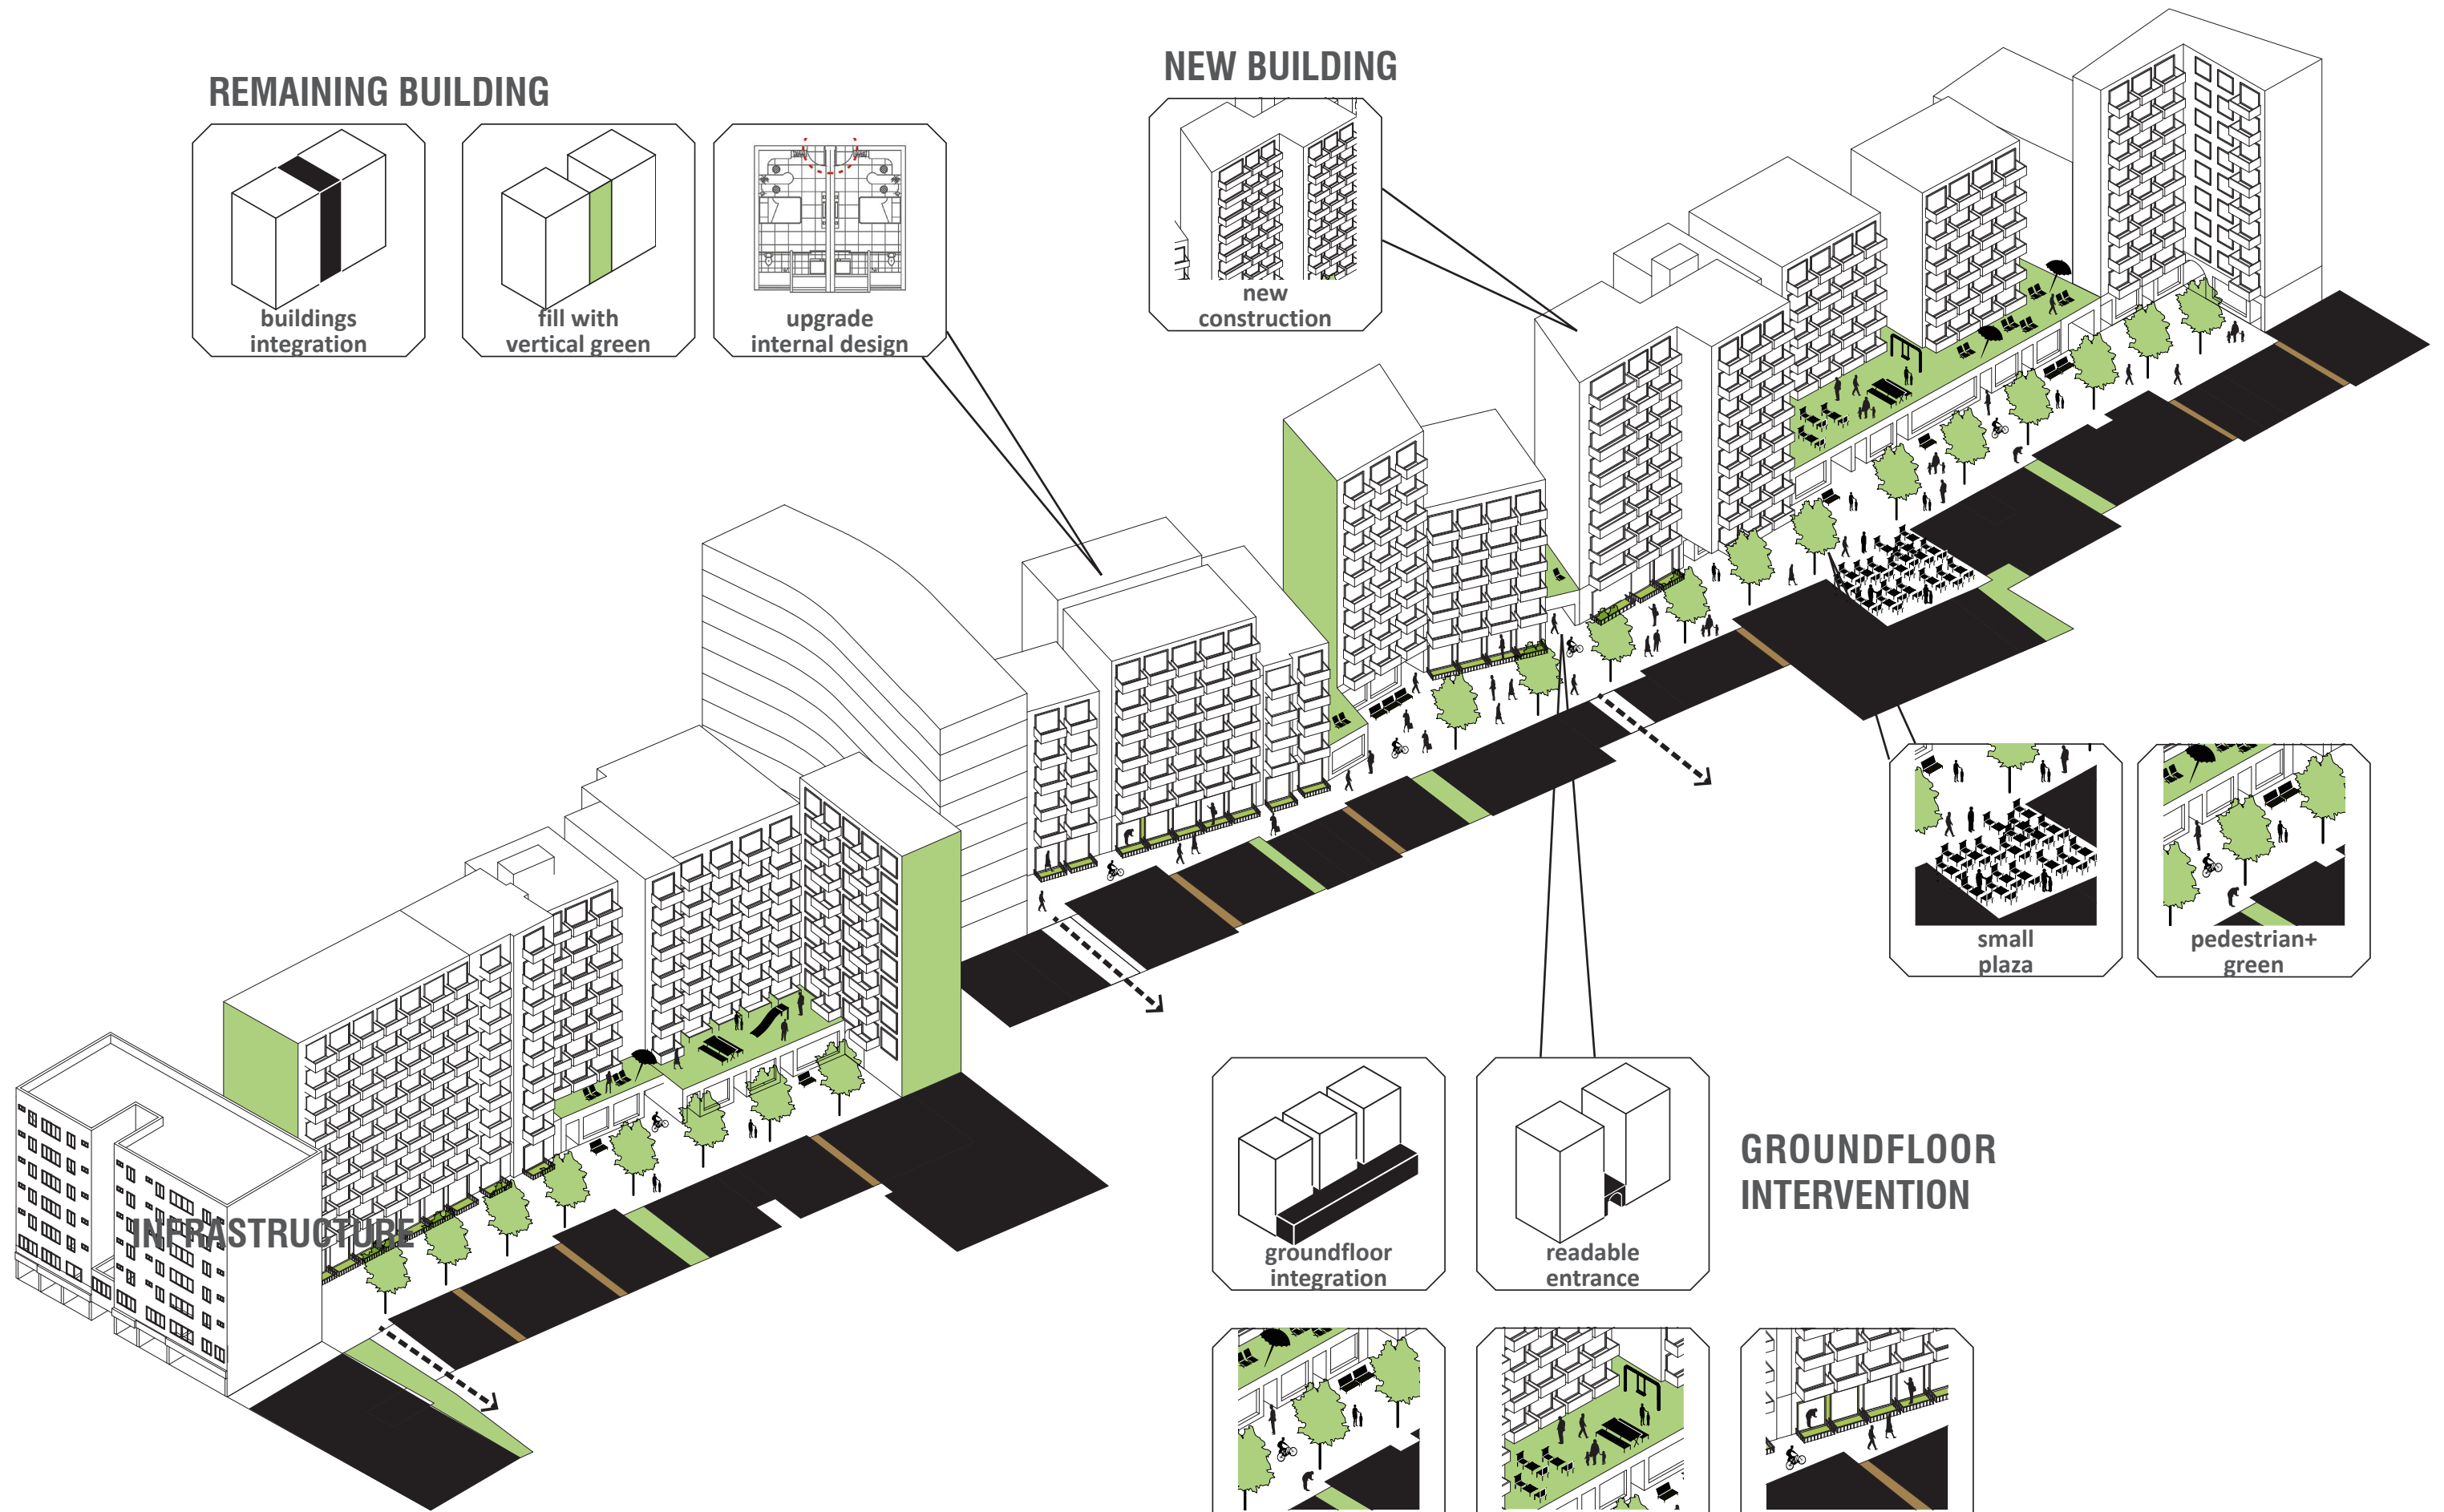 REMAINING BUILDING
buildings
integration
fill with
vertical green
upgrade
internal design
NEW BUILDING
new
construction
small
plaza
pedestrian+
green
INFRASTRUCTURE
groundfloor
integration
readable
entrance
GROUNDFLOOR
INTERVENTION